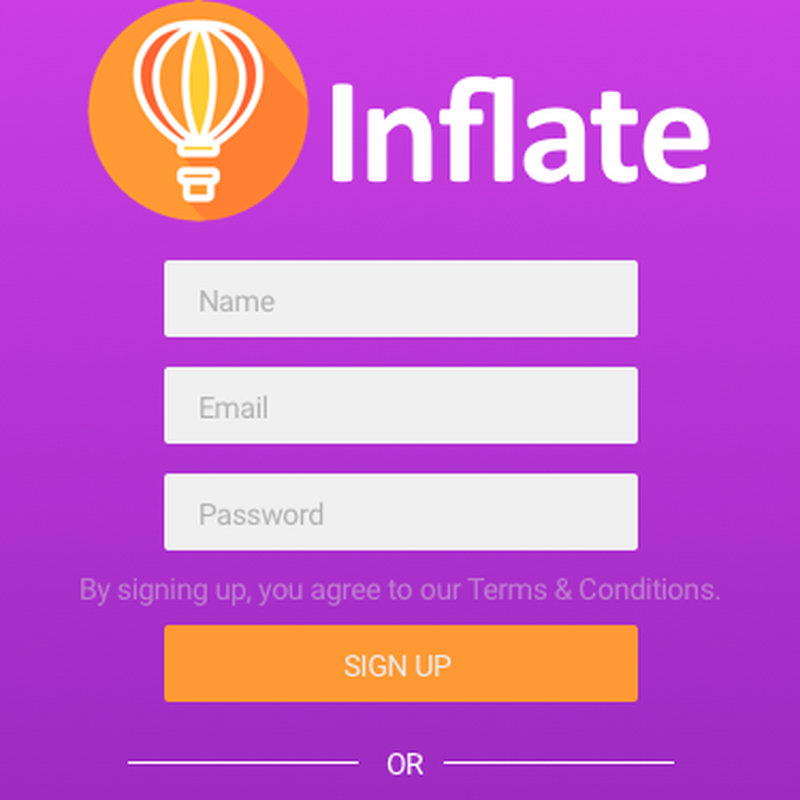 Inflate
Name
Email
Password
By signing up, you agree to our Terms & Conditions.
SIGN UP
OR